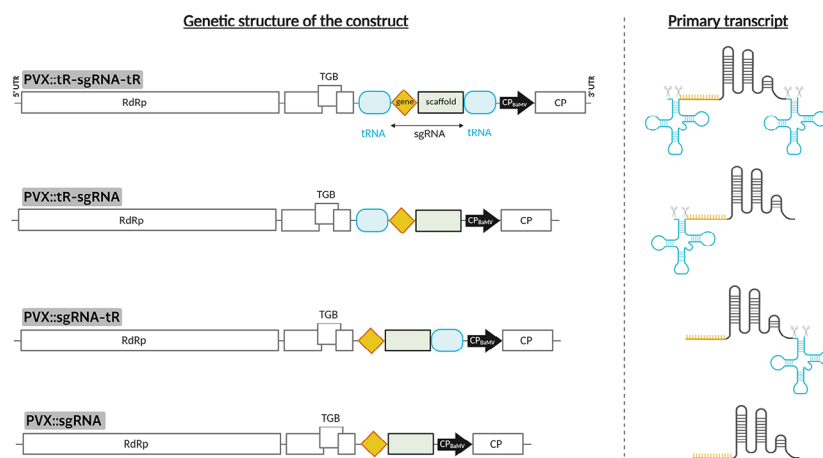 Genetic structure of the construct
Primary transcript
PVX::tR-sgRNA-tR
5' UTR
RdRp
TGB
gene
scaffold
CPBaMV
CP
3' UTR
tRNA
sgRNA
tRNA
PVX::tR-sgRNA
RdRp
TGB
CPBaMV
CP
PVX::sgRNA-tR
RdRp
TGB
CPBaMV
CP
PVX::sgRNA
RdRp
TGB
CPBaMV
CP